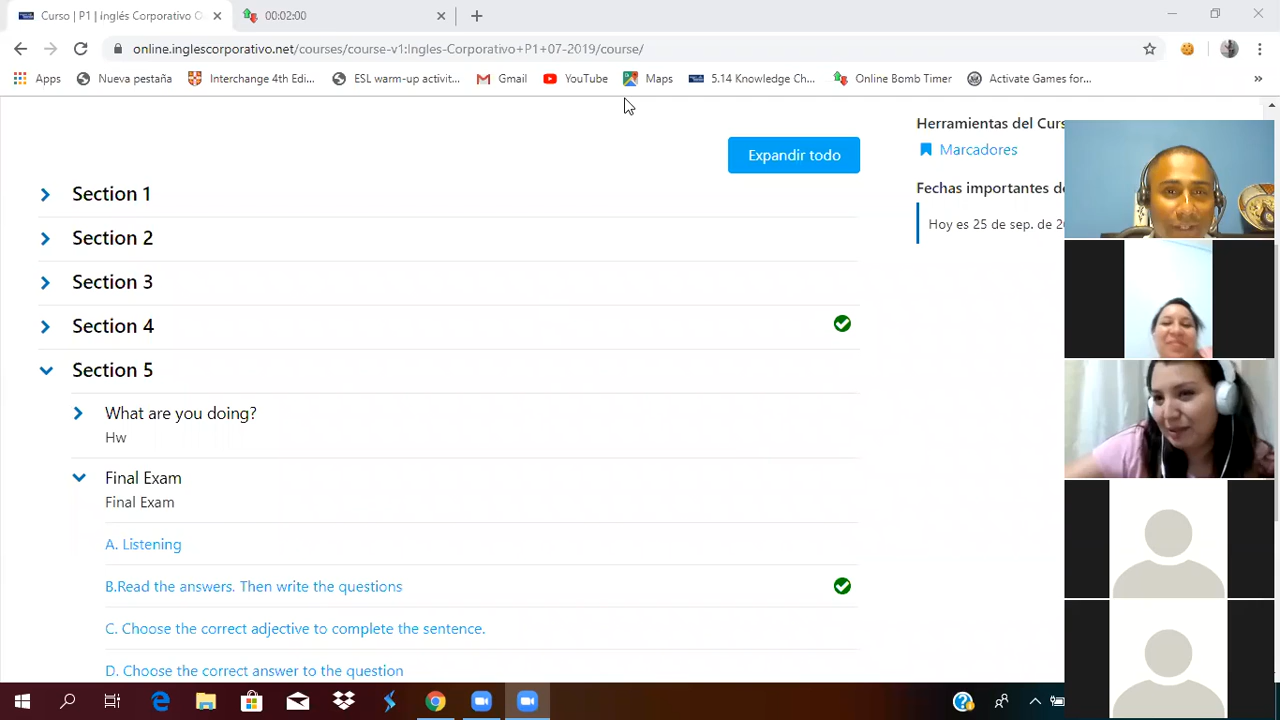 Curso | P1 | Inglés Corporativo O
00:02:00
online.inglescorporativo.net/courses/course-v1:Ingles-Corporativo+P1+07-2019/course/
Apps
Nueva pestaña
Interchange 4th Edi...
ESL warm-up activit...
Gmail
YouTube
Maps
5.14 Knowledge Ch...
Online Bomb Timer
Activate Games for...
»
Herramientas del Curs
Expandir todo
Marcadores
Section 1
Fechas importantes d
Hoy es 25 de sep. de 2
Section 2
Section 3
Section 4
Section 5
What are you doing?
Hw
Final Exam
Final Exam
A. Listening
B.Read the answers. Then write the questions
C. Choose the correct adjective to complete the sentence.
D. Choose the correct answer to the question